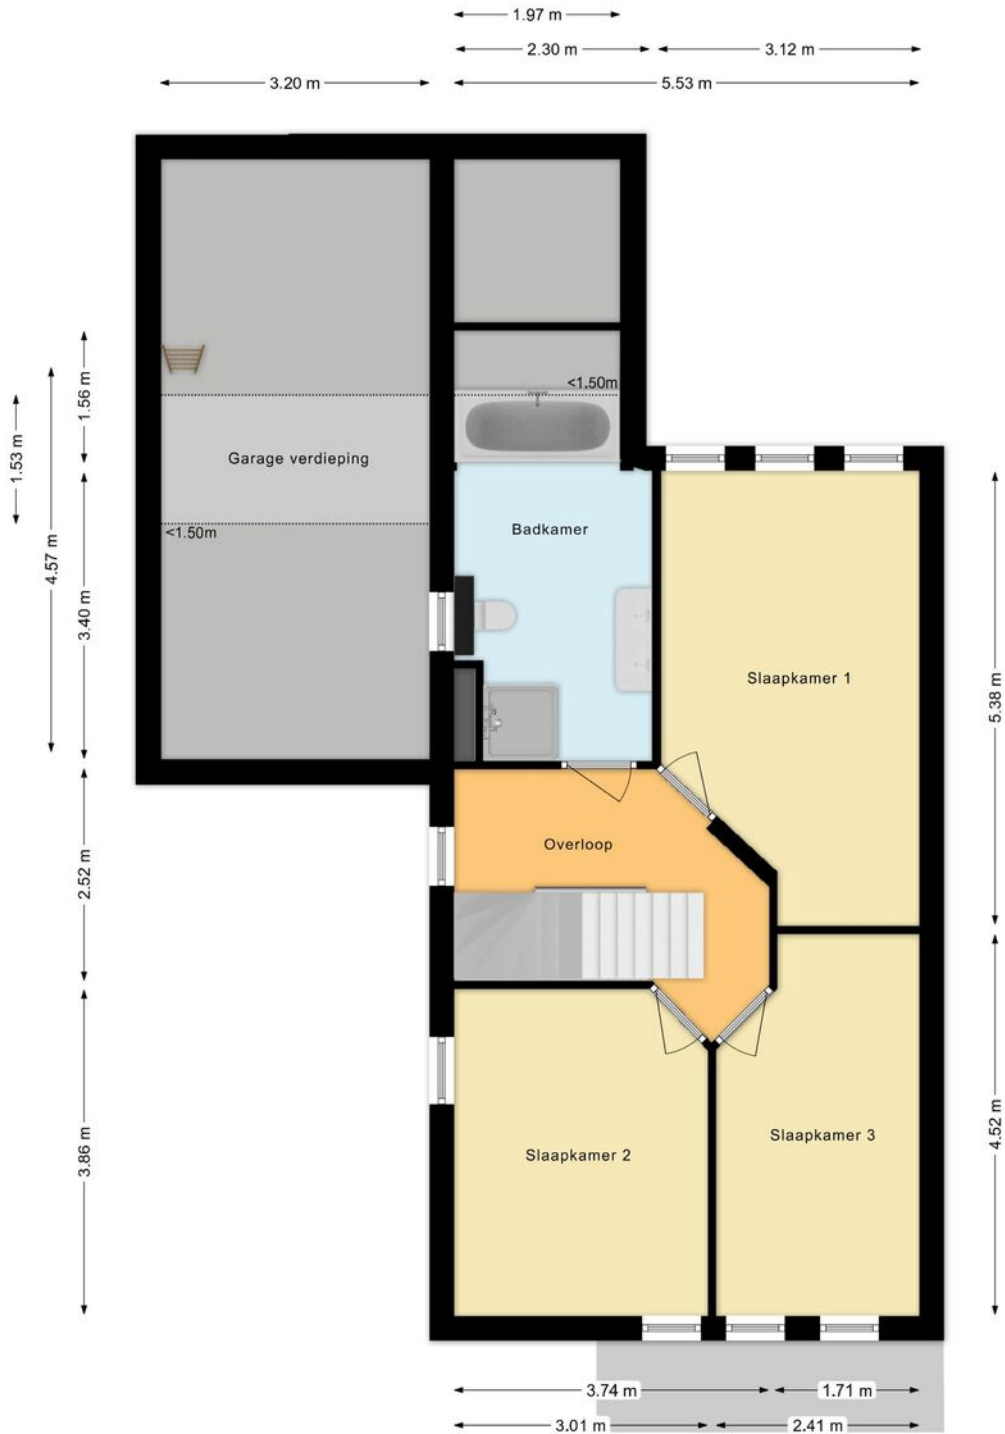 1.97 m
2.30 m
3.12 m
3.20 m
5.53 m
<1.50m
1.56 m
1.53 m
Garage verdieping
<1.50m
4.57 m
Badkamer
3.40 m
Slaapkamer 1
5.38 m
Overloop
2.52 m
Slaapkamer 3
4.52 m
Slaapkamer 2
3.86 m
3.74 m
1.71 m
3.01 m
2.41 m